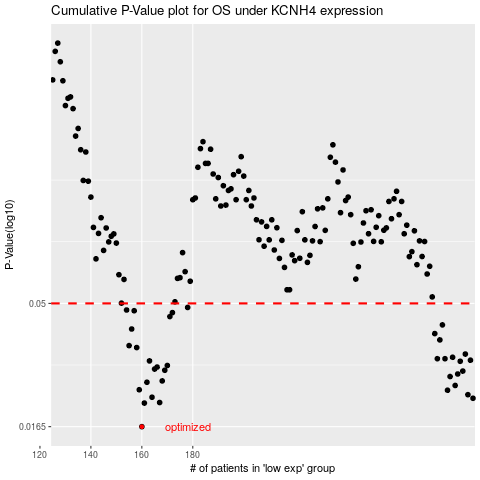 Cumulative P-Value plot for OS under KCNH4 expression
P-Value(log10)
0.05
0.0165
optimized
120 140 160 180
# of patients in 'low exp' group